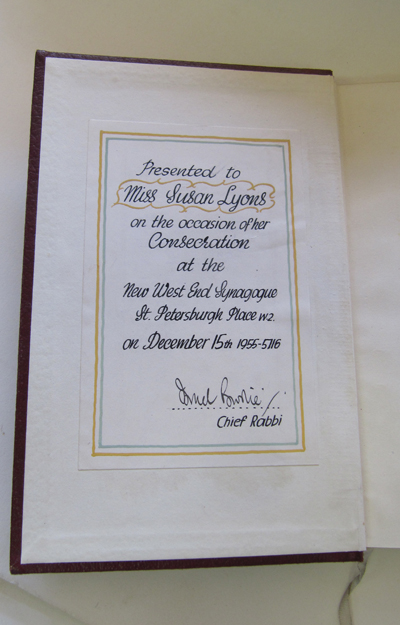 Presented to
Miss Susan Lyons
on the occasion of her
Consecration
at the
New West End Synagogue
St. Petersburgh Place W2.
on December 15th 1955-5716
Chief Rabbi